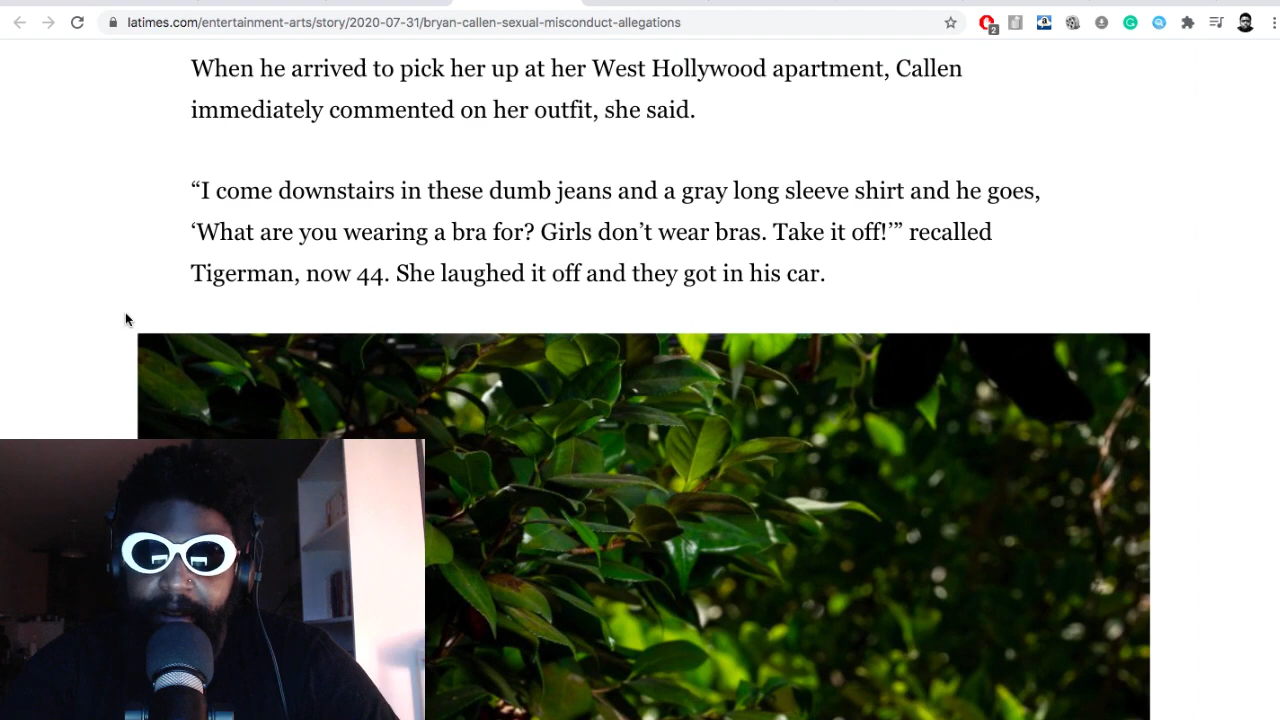 latimes.com/entertainment-arts/story/2020-07-31/bryan-callen-sexual-misconduct-allegations
2
When he arrived to pick her up at her West Hollywood apartment, Callen
immediately commented on her outfit, she said.
“I come downstairs in these dumb jeans and a gray long sleeve shirt and he goes,
‘What are you wearing a bra for? Girls don’t wear bras. Take it off!’” recalled
Tigerman, now 44. She laughed it off and they got in his car.